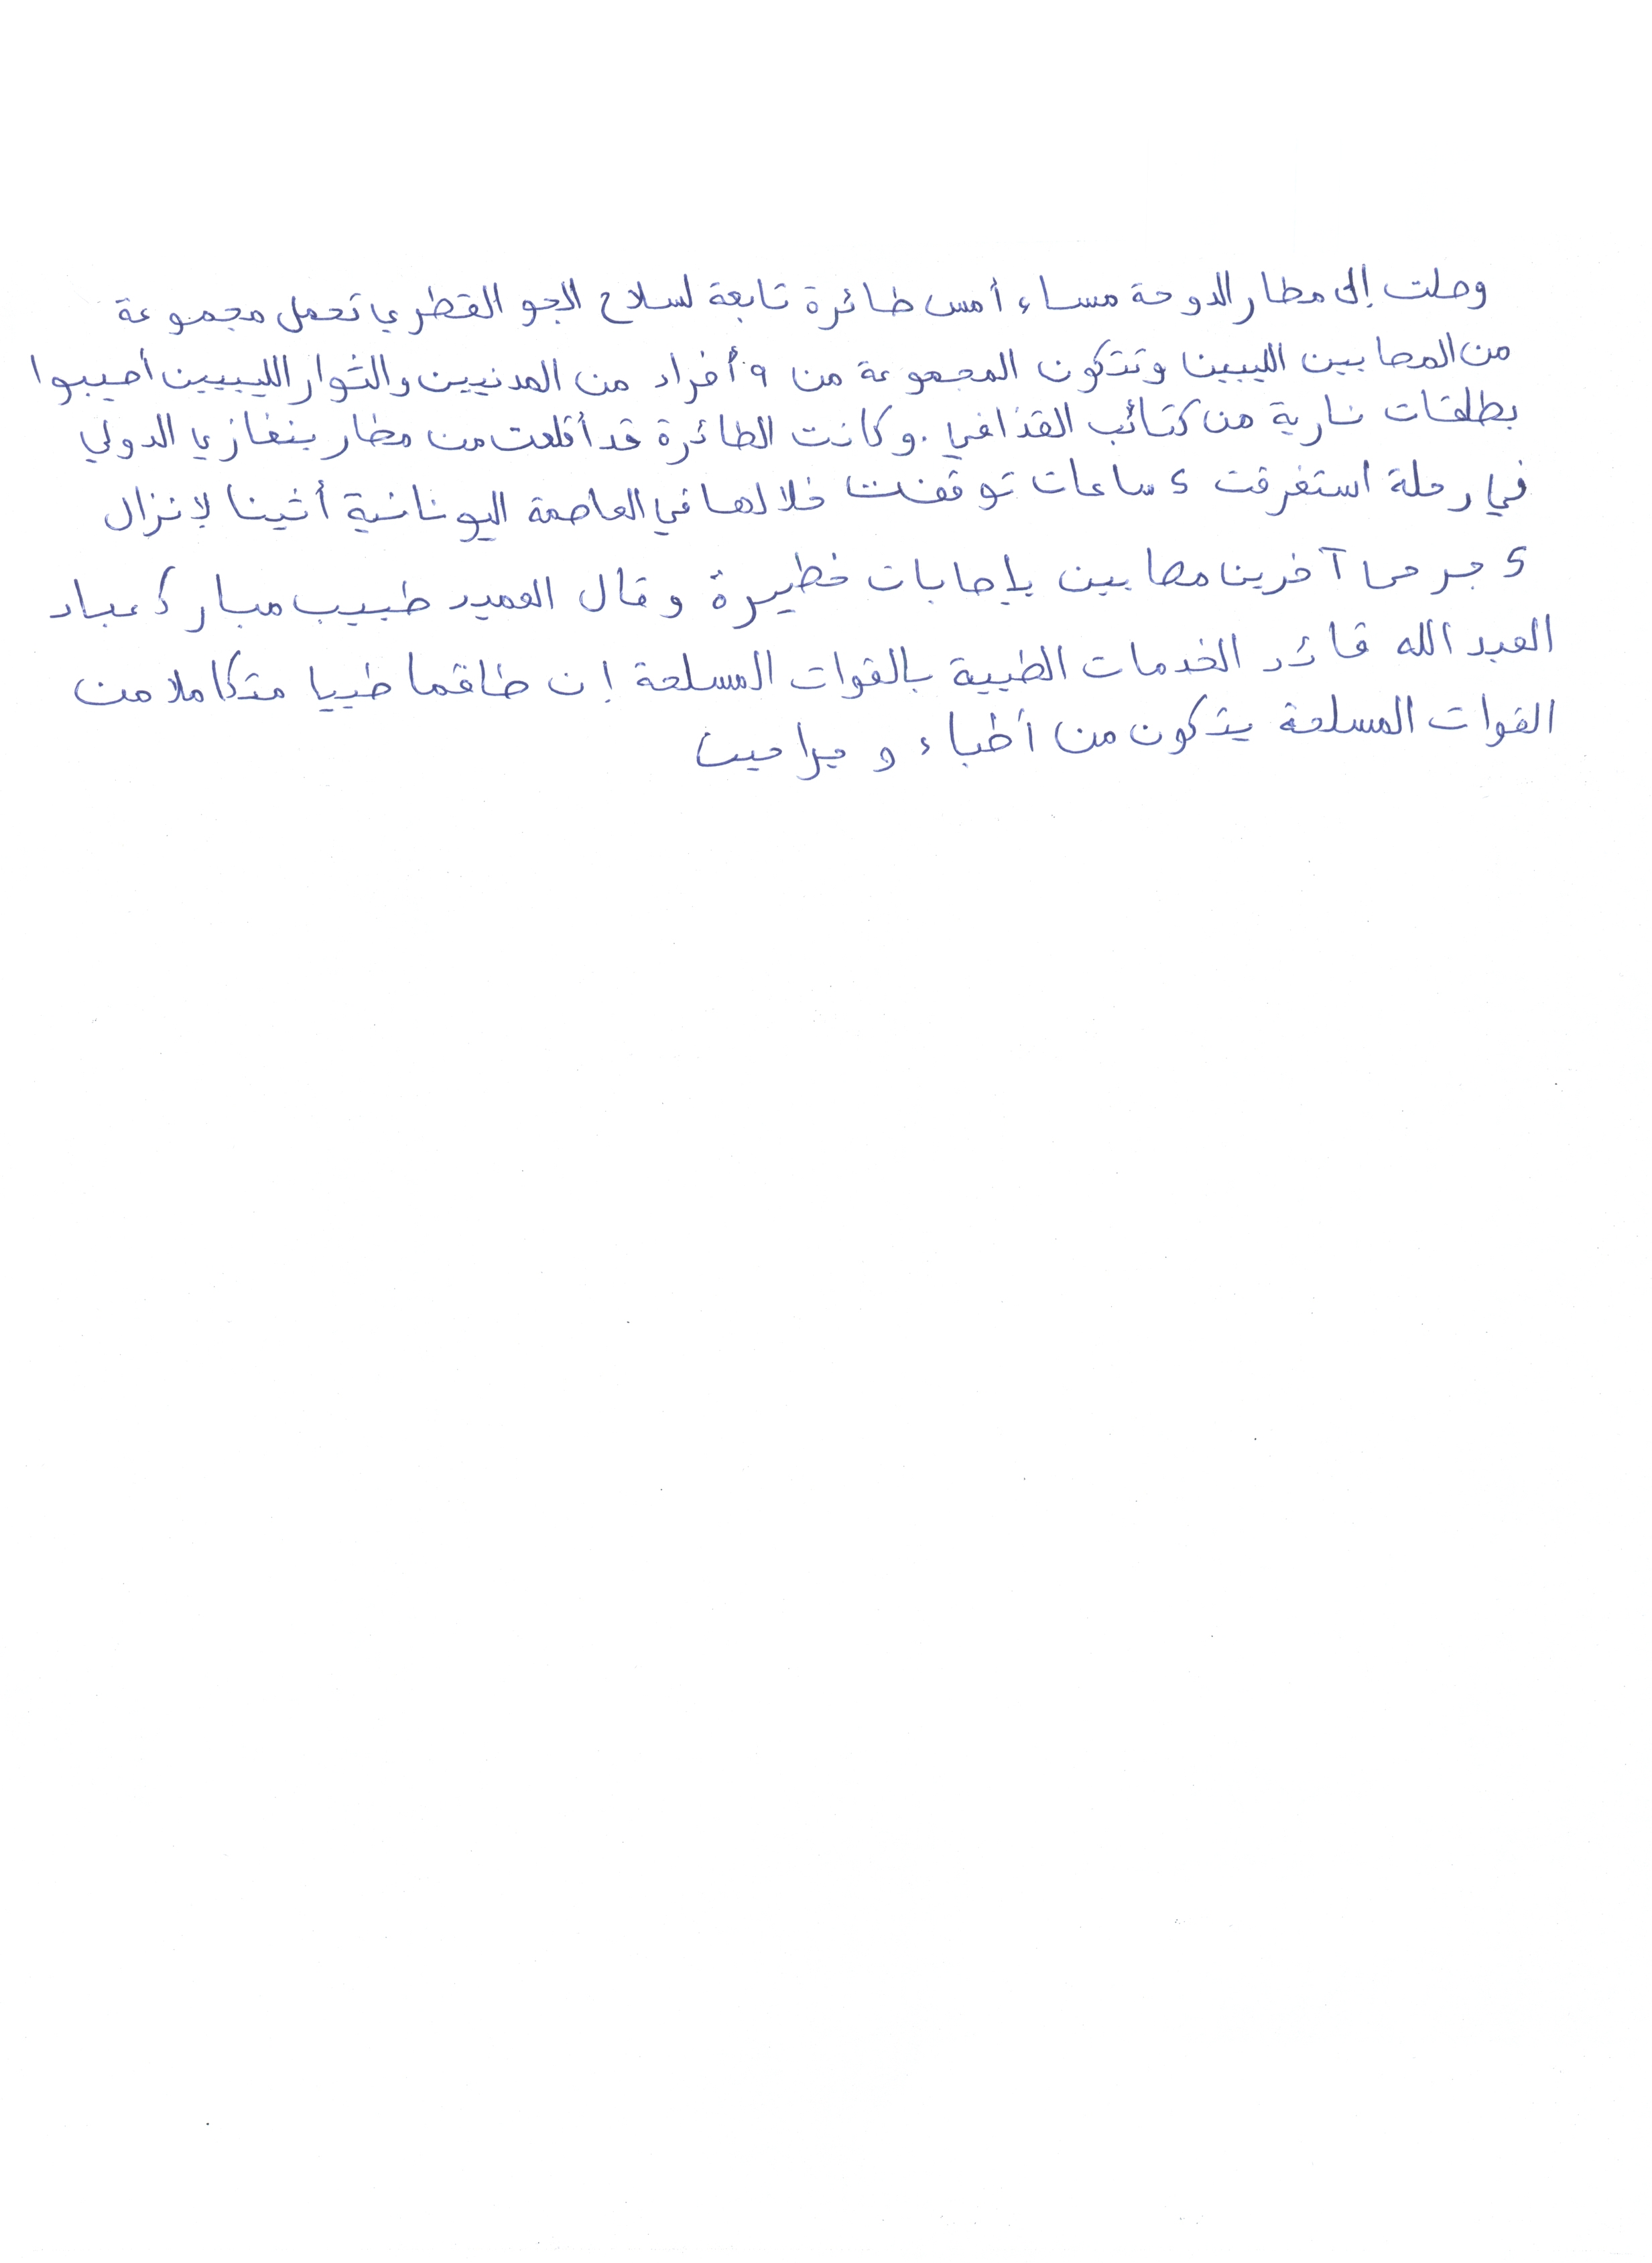 وصلت إلى مطار الدوحة مساء أمس طائرة تابعة لسلاح الجو القطري تحمل مجموعة
من المصابين الليبين وتتكون المجموعة من ٩ أفراد من المدنيين والثوار الليبيين أصيبوا
بطلقات نارية من كتائب القذافي . وكانت الطائرة قد أقلعت من مطار بنغازي الدولي
في رحلة استغرقت ٤ ساعات توقفت خلالها في العاصمة اليونانية أثينا لإنزال
٤ جرحى آخرين مصابين بإصابات خطيرة وقال العميد طبيب مبارك عباد
العبد الله قائد الخدمات الطبية بالقوات المسلحة إن طاقما طبيا متكاملا من
القوات المسلحة يتكون من أطباء و جراحين